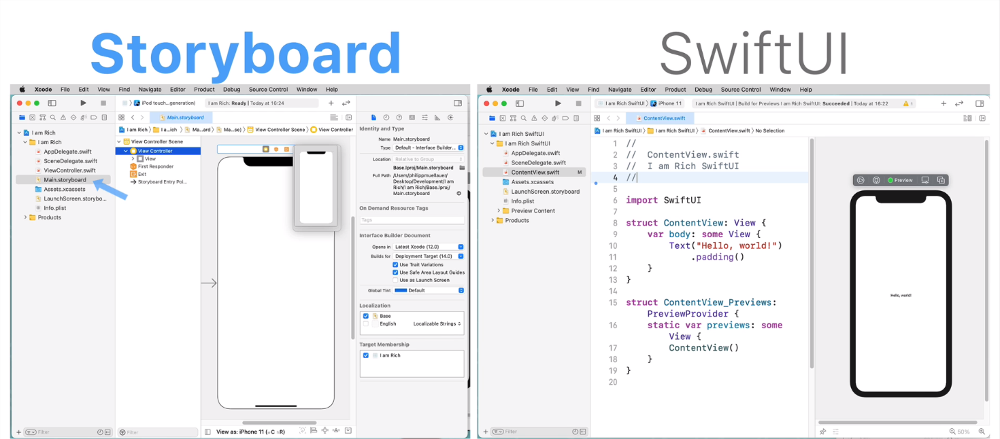 Storyboard
SwiftUI
Xcode File Edit View Find Navigate Editor Product Debug Source Control Window Help
iPod touch...generation)
I am Rich: Ready | Today at 16:24
Main.storyboard
I am Rich
I am Rich
AppDelegate.swift
SceneDelegate.swift
ViewController.swift
Main.storyboard
Assets.xcassets
LaunchScreen.storybo...
Info.plist
Products
Filter
I am Rich
I a...ich
Ma...ard
Ma...se)
View Controller Scene
View Controller
View Controller Scene
View Controller
View
First Responder
Exit
Storyboard Entry Poi...
Filter
View as: iPhone 11 (wC hR)
Identity and Type
Name Main.storyboard
Type Default - Interface Builder...
Location Relative to Group
Base.lproj/Main.storyboard
Full Path /Users/philippmuellauer/
Desktop/Development/I am
Rich/I am Rich/Base.lproj/
Main.storyboard
On Demand Resource Tags
Tags
Interface Builder Document
Opens in Latest Xcode (12.0)
Builds for Deployment Target (14.0)
Use Trait Variations
Use Safe Area Layout Guides
Use as Launch Screen
Global Tint Default
Localization
Base
English Localizable Strings
Target Membership
I am Rich
Xcode File Edit View Find Navigate Editor Product Debug Source Control Window Help
I am Rich SwiftUI
iPhone 11
I am Rich SwiftUI | Build for Previews I am Rich SwiftUI: Succeeded | Today at 16:22
1
ContentView.swift
I am Rich SwiftUI
I am Rich SwiftUI
AppDelegate.swift
SceneDelegate.swift
ContentView.swift M
Assets.xcassets
LaunchScreen.storyboard
Info.plist
Preview Content
Products
Filter
I am Rich SwiftUI
I am Rich SwiftUI
ContentView.swift
No Selection
1 //
2 // ContentView.swift
3 // I am Rich SwiftUI
4 //
5
6 import SwiftUI
7
8 struct ContentView: View {
9 var body: some View {
10 Text("Hello, world!")
11 .padding()
12 }
13 }
14
15 struct ContentView_Previews:
PreviewProvider {
16 static var previews: some
View {
17 ContentView()
18 }
19 }
20
Preview
Hello, world!
50%